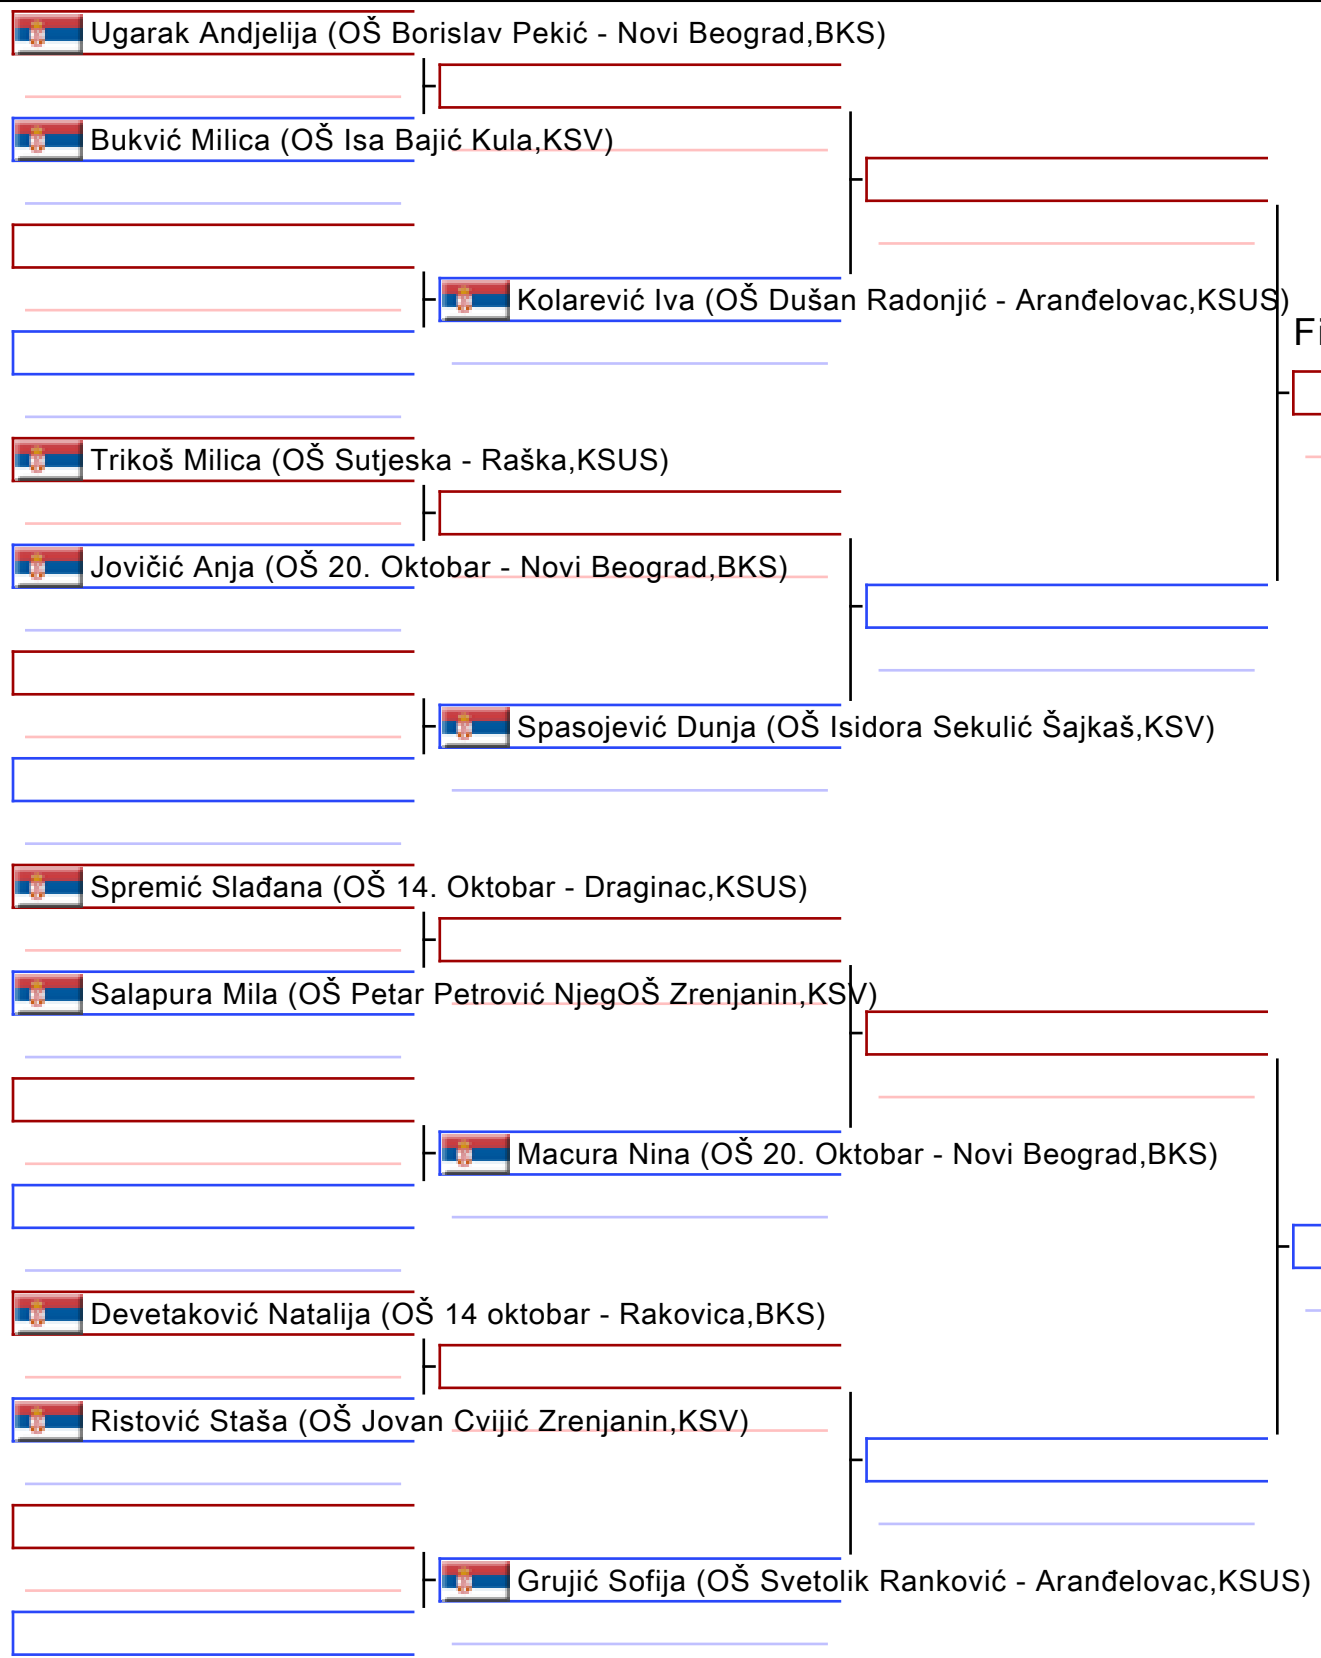 Ugarak Andjelija (OŠ Borislav Pekić - Novi Beograd,BKS)
Bukvić Milica (OŠ Isa Bajić Kula,KSV)
Kolarević Iva (OŠ Dušan Radonjić - Aranđelovac,KSUS)
Fi
Trikoš Milica (OŠ Sutjeska - Raška,KSUS)
Jovičić Anja (OŠ 20. Oktobar - Novi Beograd,BKS)
Spasojević Dunja (OŠ Isidora Sekulić Šajkaš,KSV)
Spremić Slađana (OŠ 14. Oktobar - Draginac,KSUS)
Salapura Mila (OŠ Petar Petrović NjegOŠ Zrenjanin,KSV)
Macura Nina (OŠ 20. Oktobar - Novi Beograd,BKS)
Devetaković Natalija (OŠ 14 oktobar - Rakovica,BKS)
Ristović Staša (OŠ Jovan Cvijić Zrenjanin,KSV)
Grujić Sofija (OŠ Svetolik Ranković - Aranđelovac,KSUS)